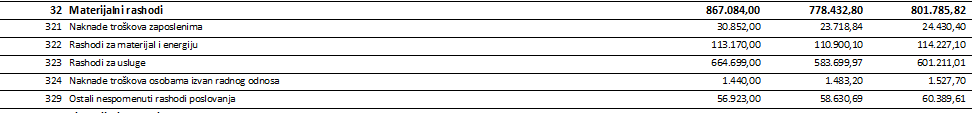 32 Materijalni rashodi 867.084,00 778.432,80 801.785,82
321 Naknade troškova zaposlenima 30.852,00 23.718,84 24.430,40
322 Rashodi za materijal i energiju 113.170,00 110.900,10 114.227,10
323 Rashodi za usluge 664.699,00 583.699,97 601.211,01
324 Naknade troškova osobama izvan radnog odnosa 1.440,00 1.483,20 1.527,70
329 Ostali nespomenuti rashodi poslovanja 56.923,00 58.630,69 60.389,61